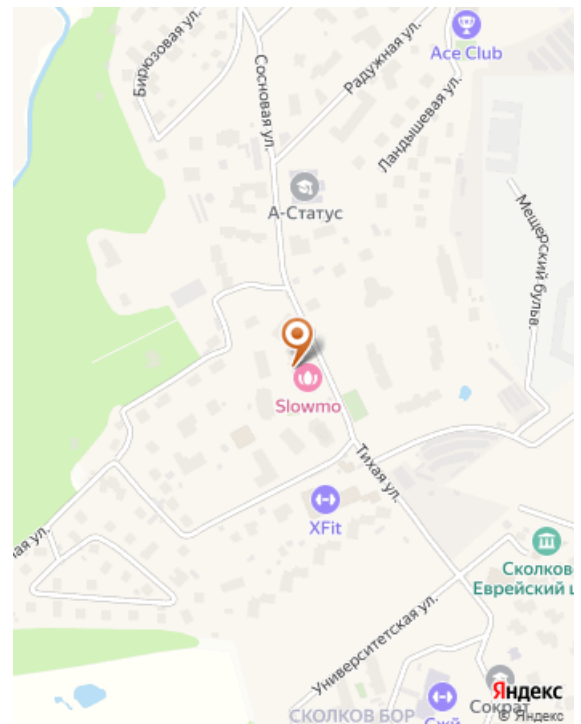 Ace Club
Бирюзовая ул.
Сосновая ул.
Радужная ул.
Ландышевая ул.
А-Статус
Мещерский бульв.
Slowmo
Тихая ул.
XFit
ная ул.
Сколково
Еврейский ц
Университетская ул.
Яндекс
Сократ
СКОЛКОВ БОР
© Яндекс